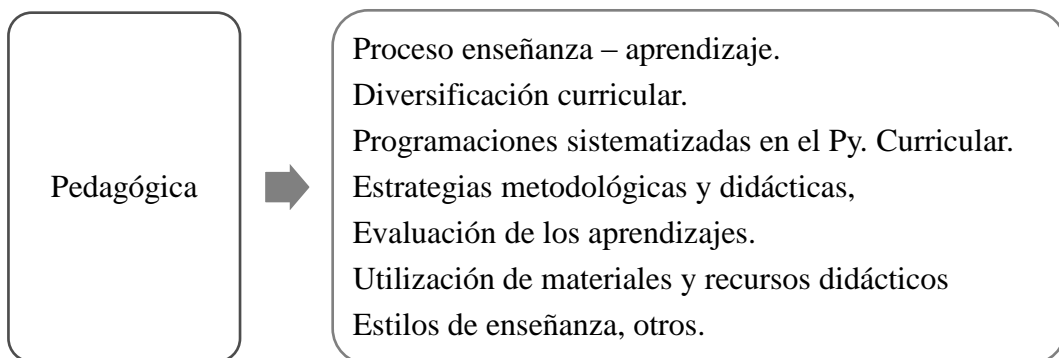 Pedagógica
Proceso enseñanza – aprendizaje.
Diversificación curricular.
Programaciones sistematizadas en el Py. Curricular.
Estrategias metodológicas y didácticas,
Evaluación de los aprendizajes.
Utilización de materiales y recursos didácticos
Estilos de enseñanza, otros.